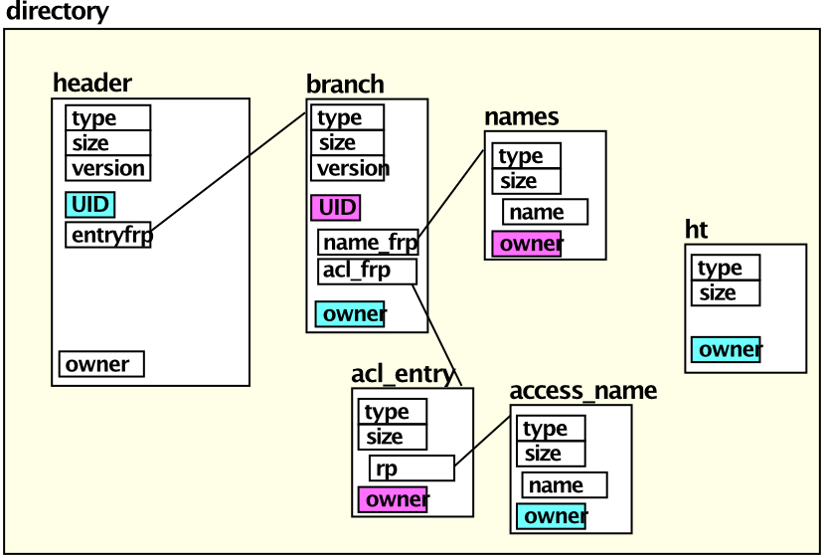 directory
header
type
size
version
UID
entryfrp
owner
branch
type
size
version
UID
name_frp
acl_frp
owner
names
type
size
name
owner
ht
type
size
owner
acl_entry
type
size
rp
owner
access_name
type
size
name
owner